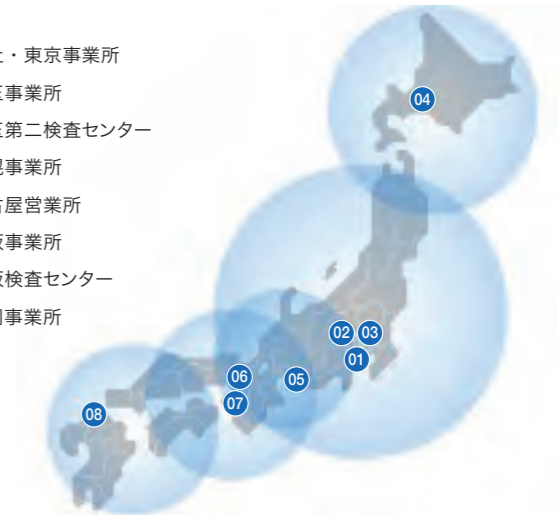 ・東京事業所
事業所
第二検査センター
事業所
屋営業所
事業所
検査センター
事業所
04
02 03
01
06
05
07
08